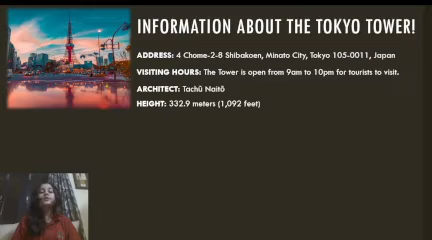 INFORMATION ABOUT THE TOKYO TOWER!
ADDRESS: 4 Chome-2-8 Shibakoen, Minato City, Tokyo 105-0011, Japan
VISITING HOURS: The Tower is open from 9am to 10pm for tourists to visit.
ARCHITECT: Tachū Naitō
HEIGHT: 332.9 meters (1,092 feet)